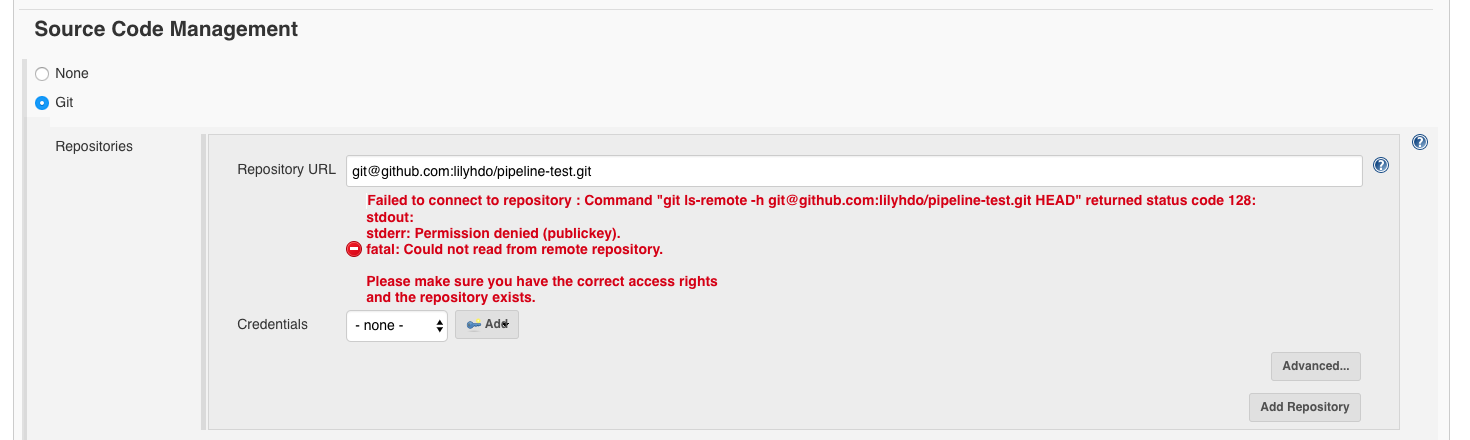 Source Code Management
None
Git
Repositories
Repository URL git@github.com:lilyhdo/pipeline-test.git
Failed to connect to repository : Command "git ls-remote -h git@github.com:lilyhdo/pipeline-test.git HEAD" returned status code 128:
stdout:
stderr: Permission denied (publickey).
fatal: Could not read from remote repository.
Please make sure you have the correct access rights
and the repository exists.
Credentials - none - Add
Advanced...
Add Repository